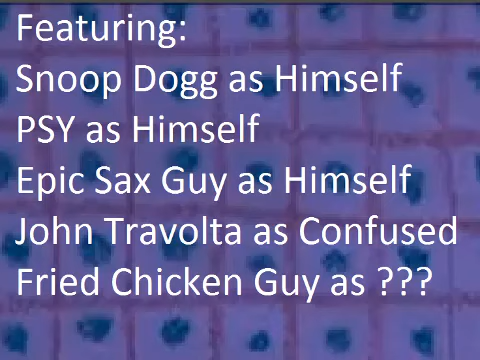 Featuring:
Snoop Dogg as Himself
PSY as Himself
Epic Sax Guy as Himself
John Travolta as Confused
Fried Chicken Guy as ???